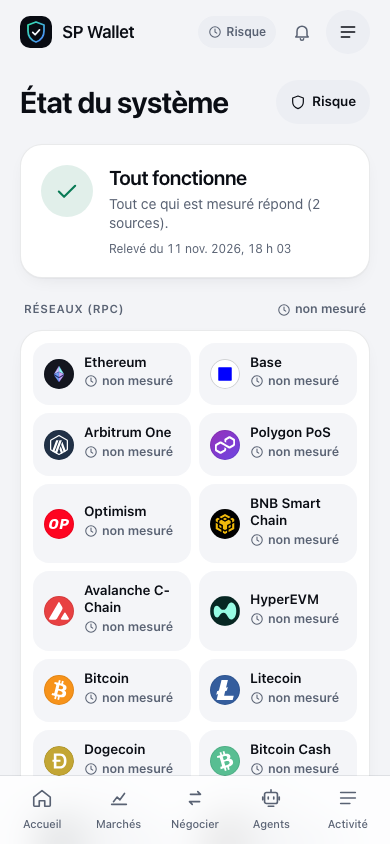 SP Wallet
Risque
État du système
Risque
Tout fonctionne
Tout ce qui est mesuré répond (2
sources).
Relevé du 11 nov. 2026, 18 h 03
RÉSEAUX (RPC)
non mesuré
Ethereum
non mesuré
Base
non mesuré
Arbitrum One
non mesuré
Polygon PoS
non mesuré
OP
Optimism
non mesuré
BNB Smart
Chain
non mesuré
Avalanche C-
Chain
non mesuré
HyperEVM
non mesuré
Bitcoin
non mesuré
Litecoin
non mesuré
Dogecoin
non mesuré
Bitcoin Cash
non mesuré
Accueil
Marchés
Négocier
Agents
Activité